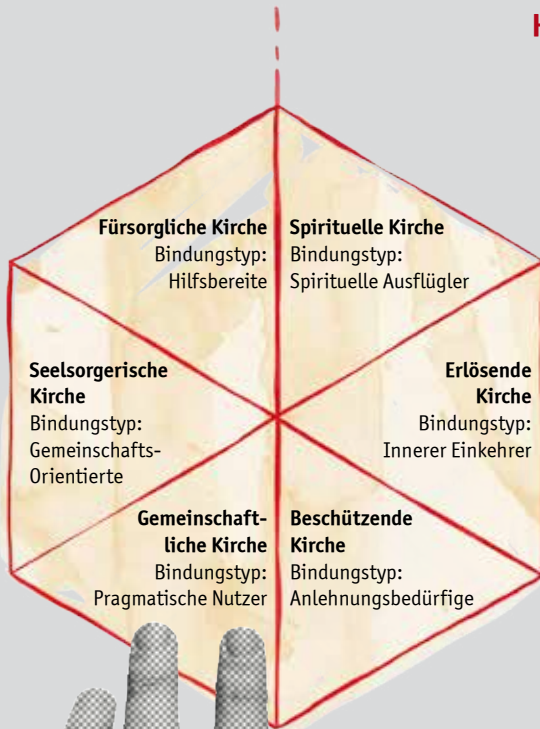 H
Fürsorgliche Kirche
Bindungstyp:
Hilfsbereite
Spirituelle Kirche
Bindungstyp:
Spirituelle Ausflügler
Seelsorgerische
Kirche
Bindungstyp:
Gemeinschafts-
Orientierte
Erlösende
Kirche
Bindungstyp:
Innerer Einkehrer
Gemeinschaft-
liche Kirche
Bindungstyp:
Pragmatische Nutzer
Beschützende
Kirche
Bindungstyp:
Anlehnungsbedürfige